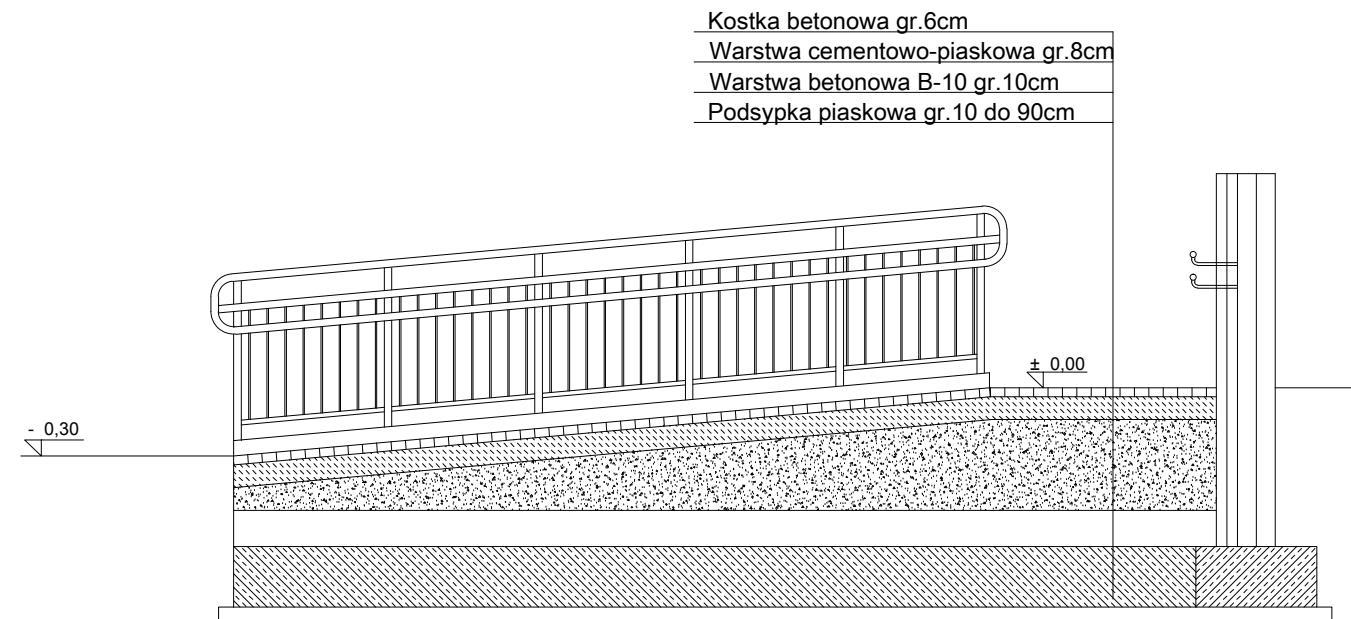 Kostka betonowa gr.6cm
Warstwa cementowo-piaskowa gr.8cm
Warstwa betonowa B-10 gr.10cm
Podsypka piaskowa gr.10 do 90cm
± 0,00
- 0,30